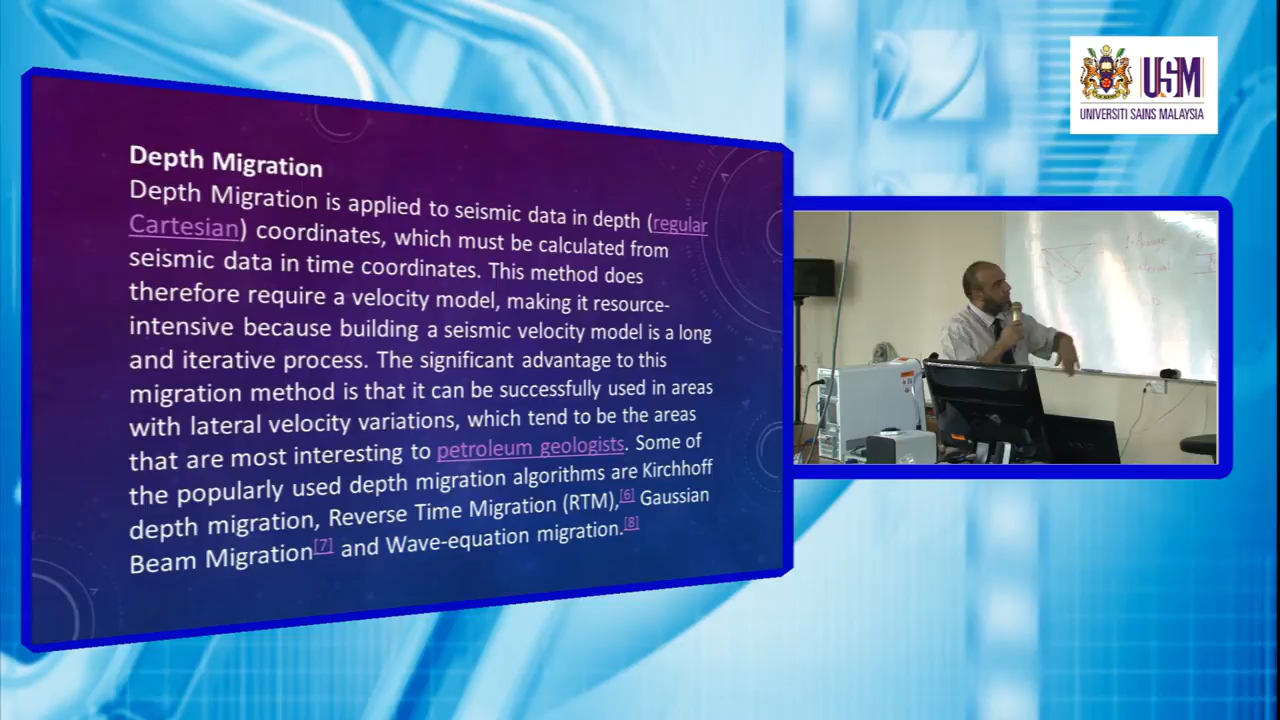 Depth Migration
Depth Migration is applied to seismic data in depth (regular
Cartesian) coordinates, which must be calculated from
seismic data in time coordinates. This method does
therefore require a velocity model, making it resource-
intensive because building a seismic velocity model is a long
and iterative process. The significant advantage to this
migration method is that it can be successfully used in areas
with lateral velocity variations, which tend to be the areas
that are most interesting to petroleum geologists. Some of
the popularly used depth migration algorithms are Kirchhoff
depth migration, Reverse Time Migration (RTM),[6] Gaussian
Beam Migration[7] and Wave-equation migration.[8]
USM
UNIVERSITI SAINS MALAYSIA